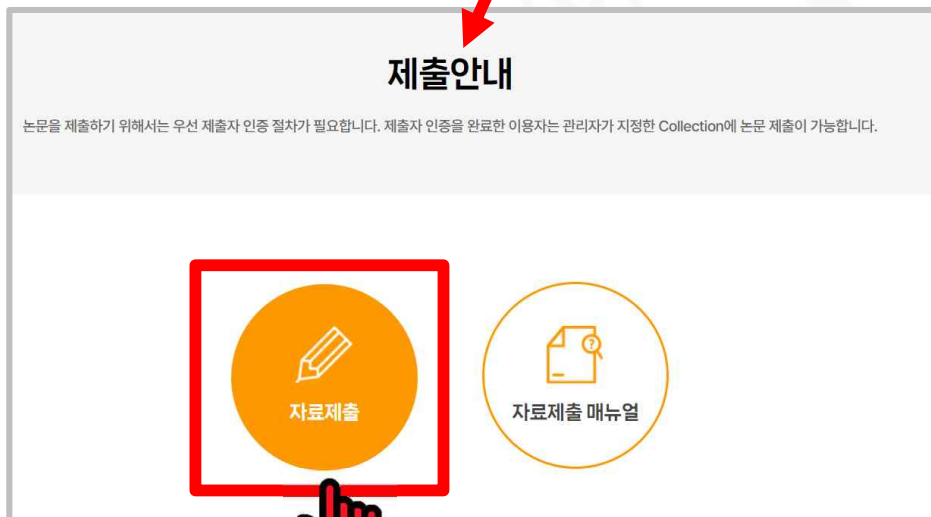 제출안내
논문을 제출하기 위해서는 우선 제출자 인증 절차가 필요합니다. 제출자 인증을 완료한 이용자는 관리자가 지정한 Collection에 논문 제출이 가능합니다.
자료제출
자료제출 매뉴얼